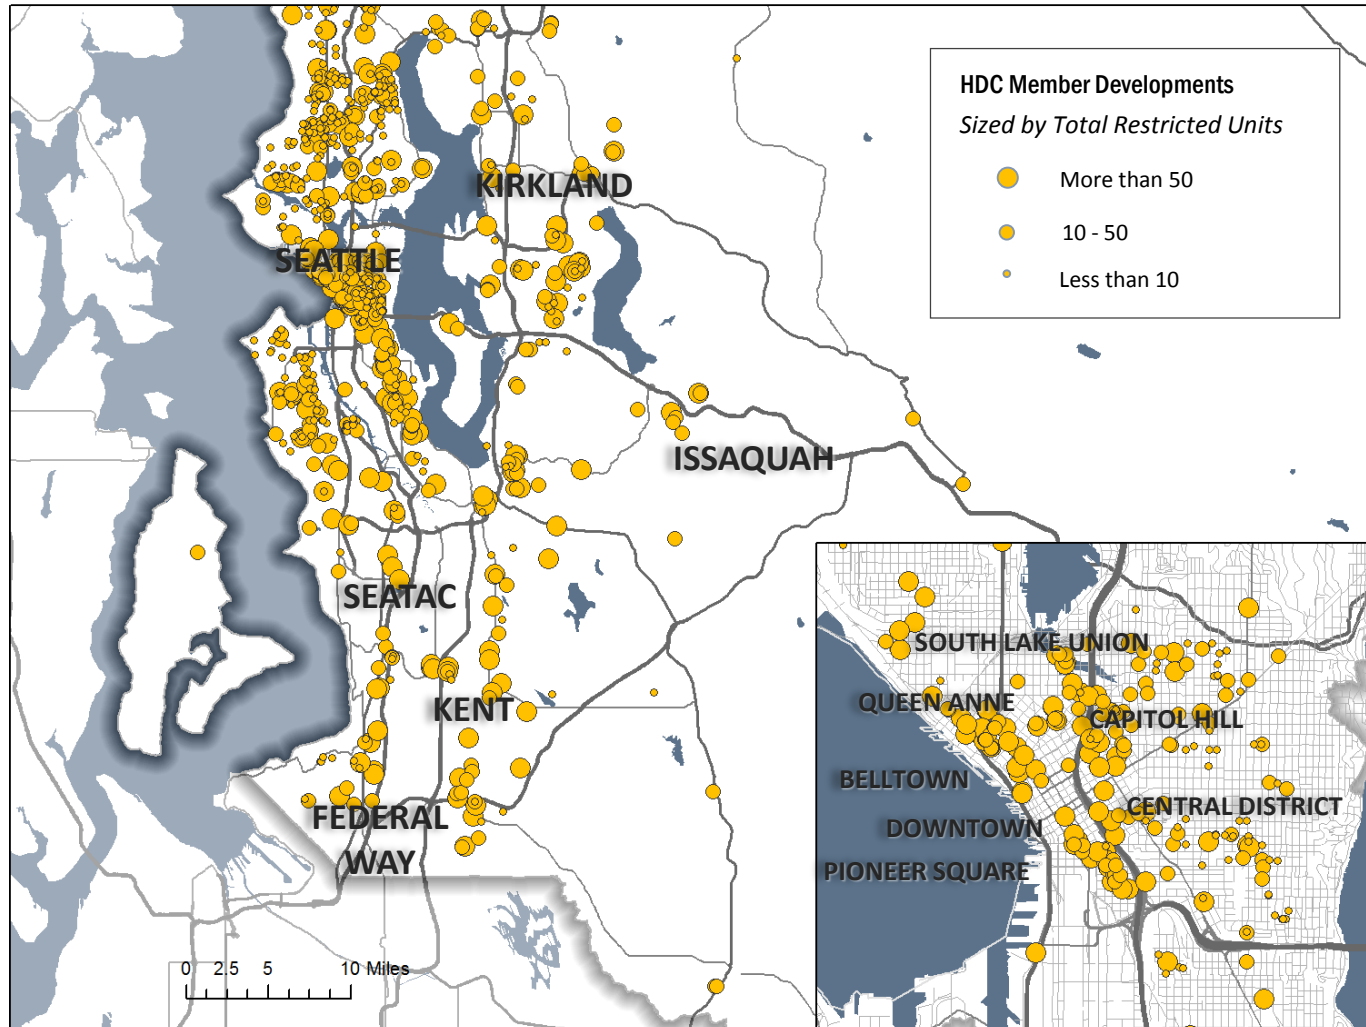 HDC Member Developments
Sized by Total Restricted Units
More than 50
10 - 50
Less than 10
KIRKLAND
SEATTLE
ISSAQUAH
SEATAC
KENT
FEDERAL
WAY
0 2.5 5 10 Miles
SOUTH LAKE UNION
QUEEN ANNE
CAPITOL HILL
BELLTOWN
CENTRAL DISTRICT
DOWNTOWN
PIONEER SQUARE